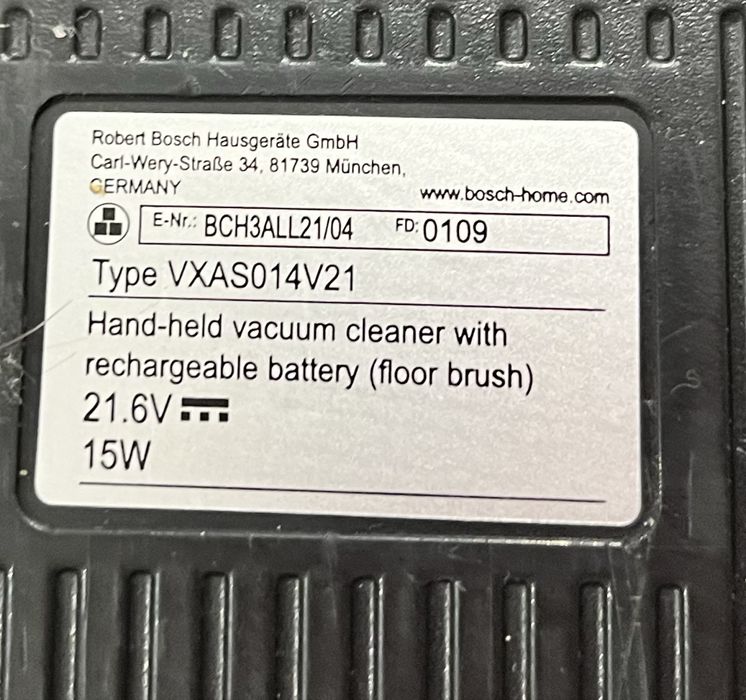 Robert Bosch Hausgeräte GmbH
Carl-Wery-Straße 34, 81739 München,
GERMANY
www.bosch-home.com
E-Nr.: BCH3ALL21/04 FD: 0109
Type VXAS014V21
Hand-held vacuum cleaner with
rechargeable battery (floor brush)
21.6V
15W